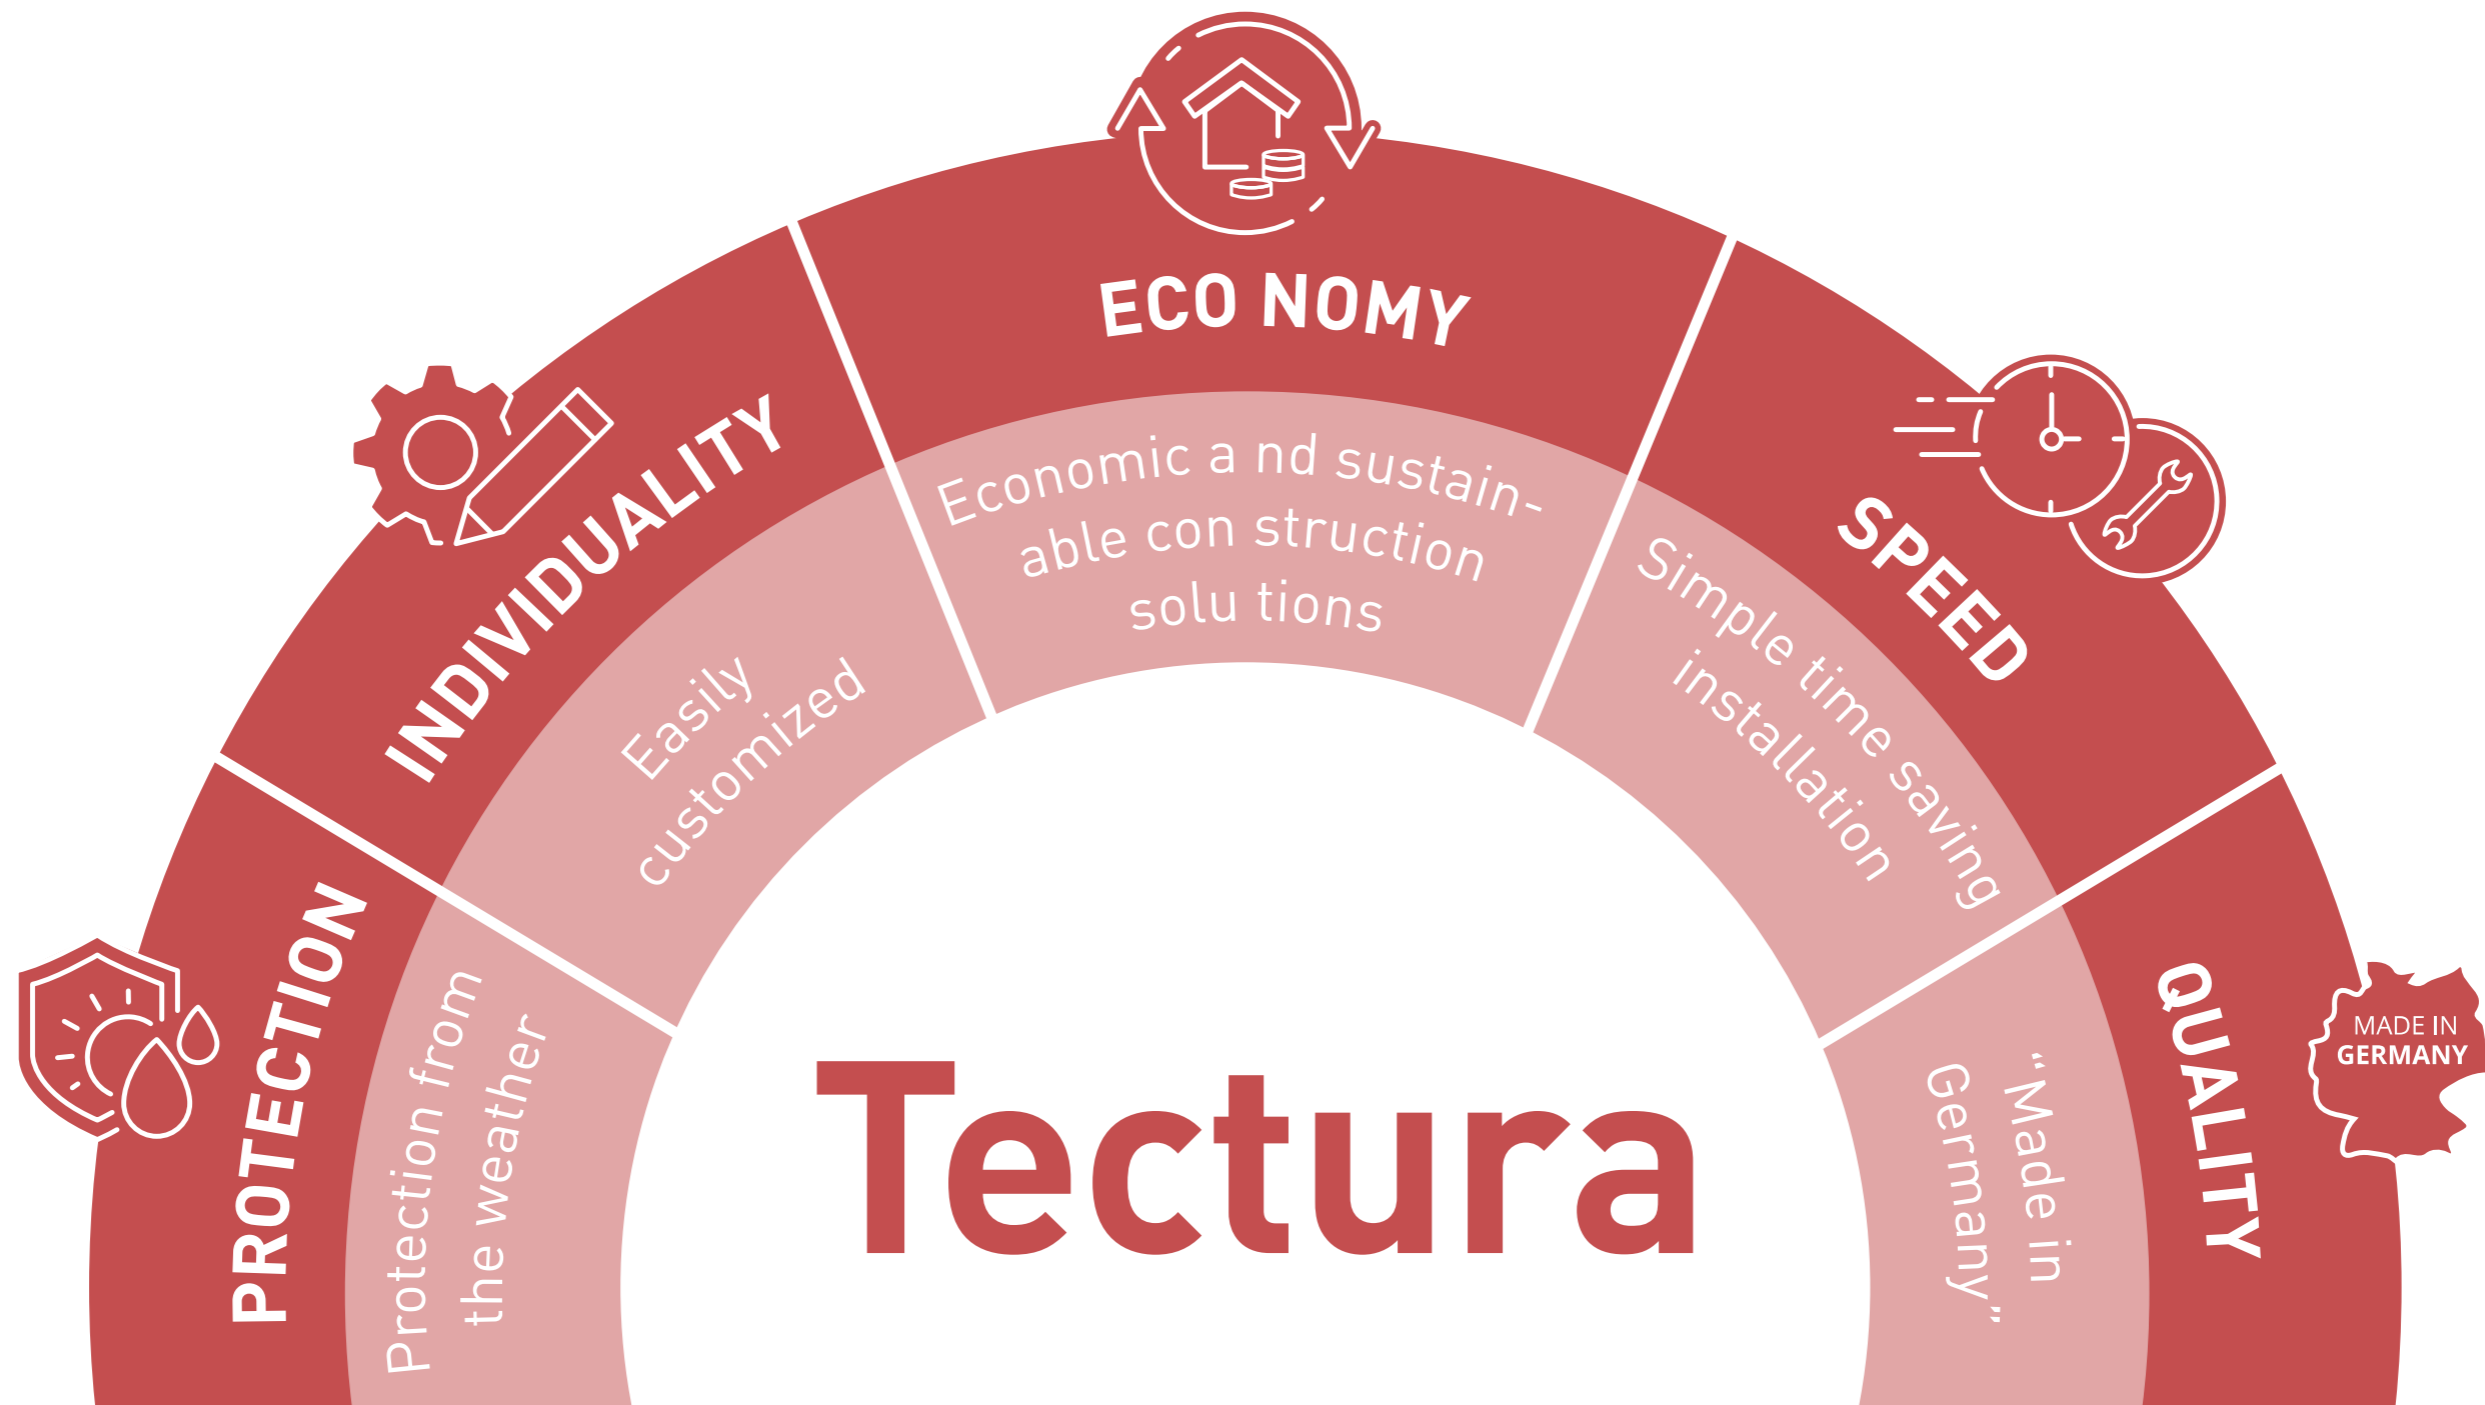 PROTECTION
Protection from
the weather
INDIVIDUALITY
Easily
customized
ECO NOMY
Economic a nd sustain-
able con struction
solu tions
SPEED
Simple time saving
installation
QUALITY
“Made in
Germany”
MADE IN
GERMANY
Tectura